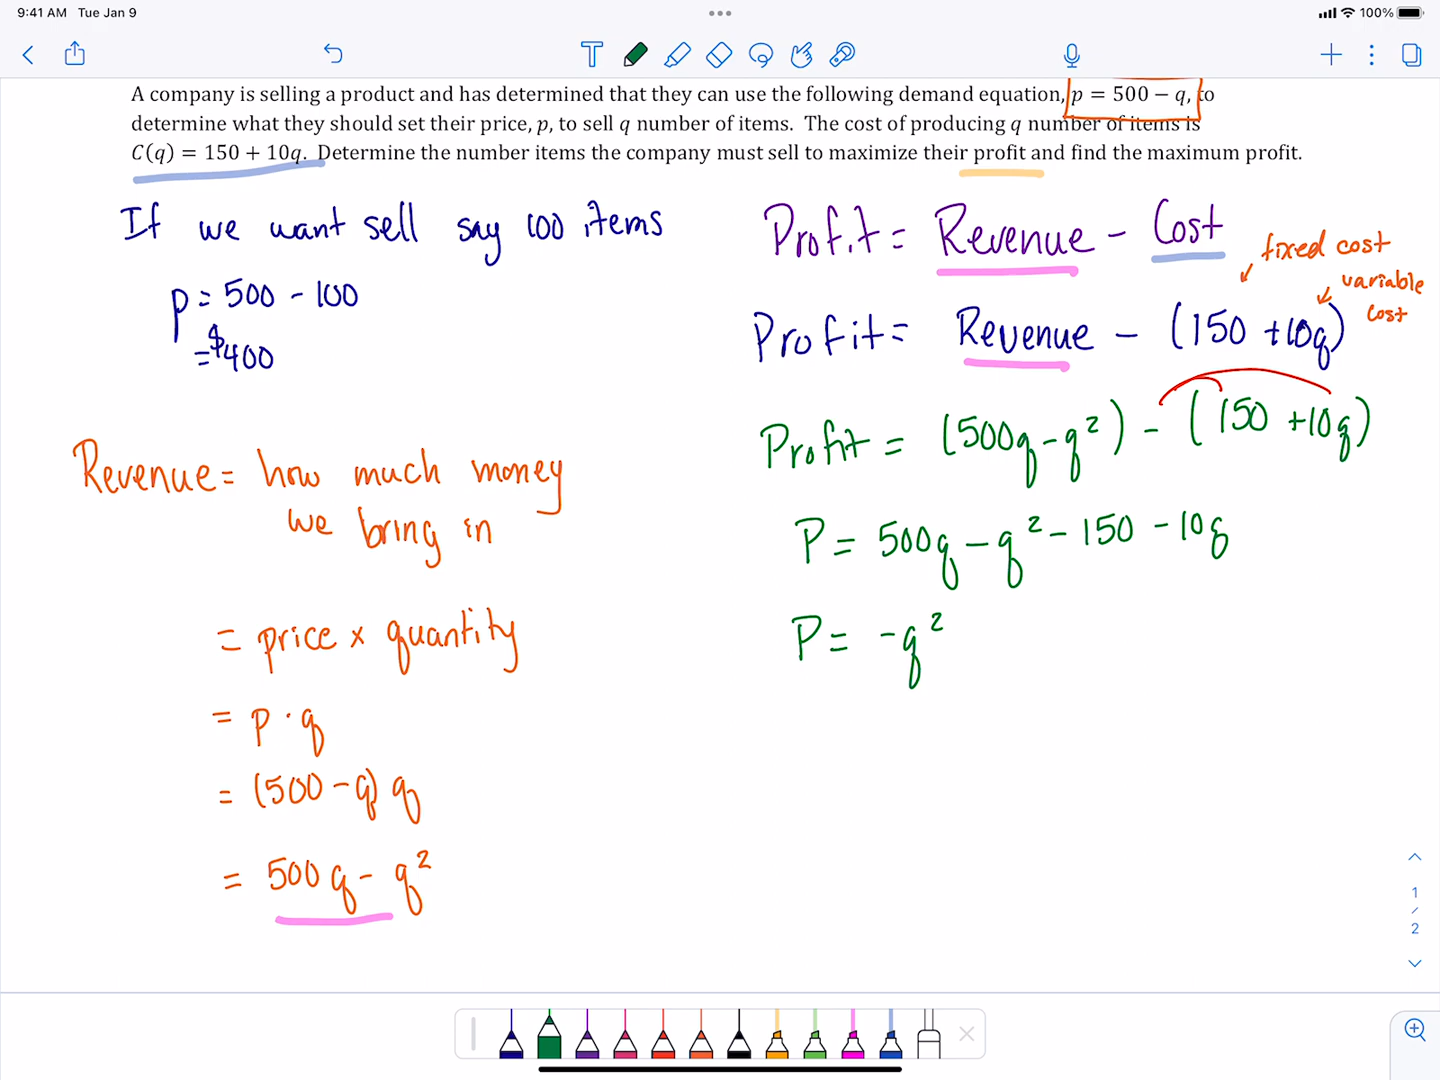 9:41 AM Tue Jan 9
100%
A company is selling a product and has determined that they can use the following demand equation, p = 500 − q, to
determine what they should set their price, p, to sell q number of items. The cost of producing q number of items is
C(q) = 150 + 10q. Determine the number items the company must sell to maximize their profit and find the maximum profit.
If we want sell say 100 items
p = 500 - 100
= $400
Revenue = how much money
we bring in
= price x quantity
= p · q
= (500 - q) q
= 500q - q²
Profit = Revenue - Cost
fixed cost
variable
cost
Profit = Revenue - (150 + 10q)
Profit = (500q - q²) - (150 + 10q)
P = 500q - q² - 150 - 10q
P = -q²
1
/
2